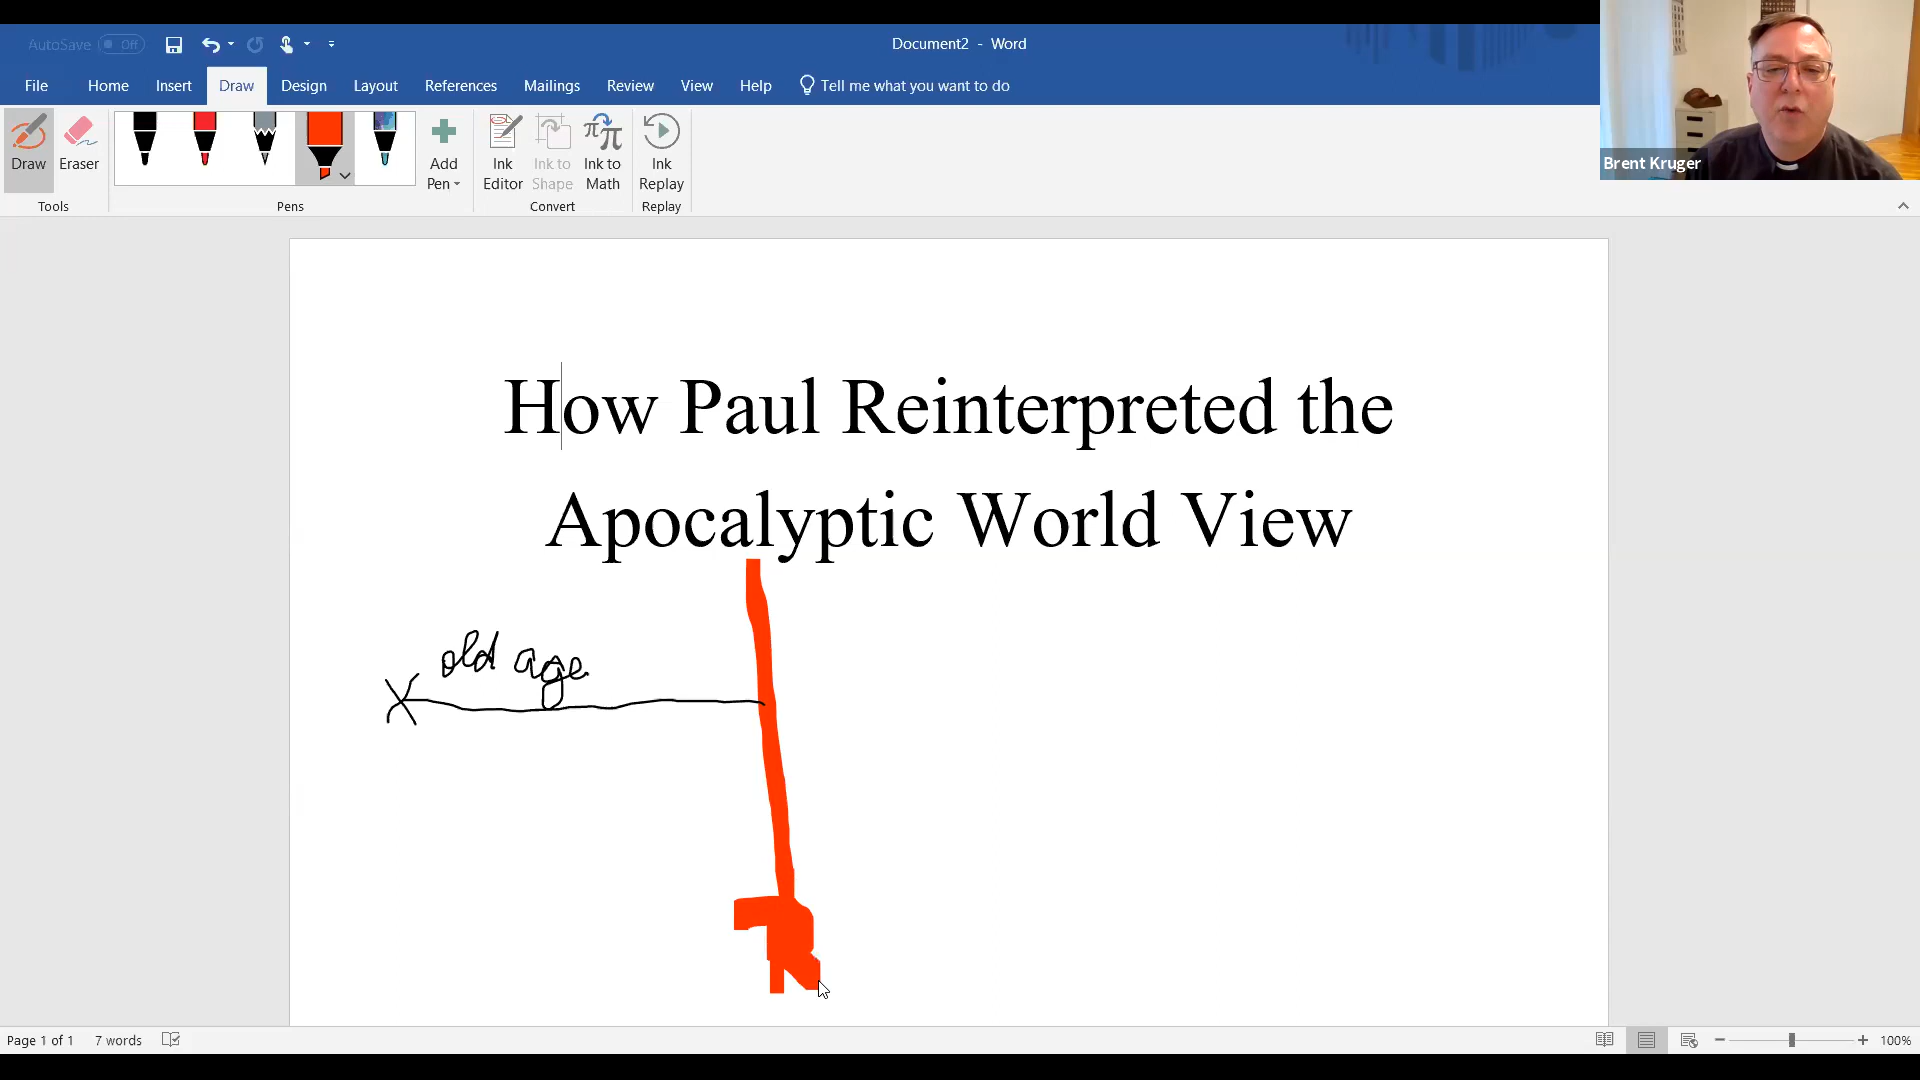 AutoSave Off
Document2 - Word
File Home Insert Draw Design Layout References Mailings Review View Help Tell me what you want to do
Draw Eraser
Add Pen
Ink Editor
Ink to Shape
Ink to Math
Ink Replay
Tools Pens Convert Replay
Brent Kruger
How Paul Reinterpreted the
Apocalyptic World View
old age
R
Page 1 of 1 7 words 100%